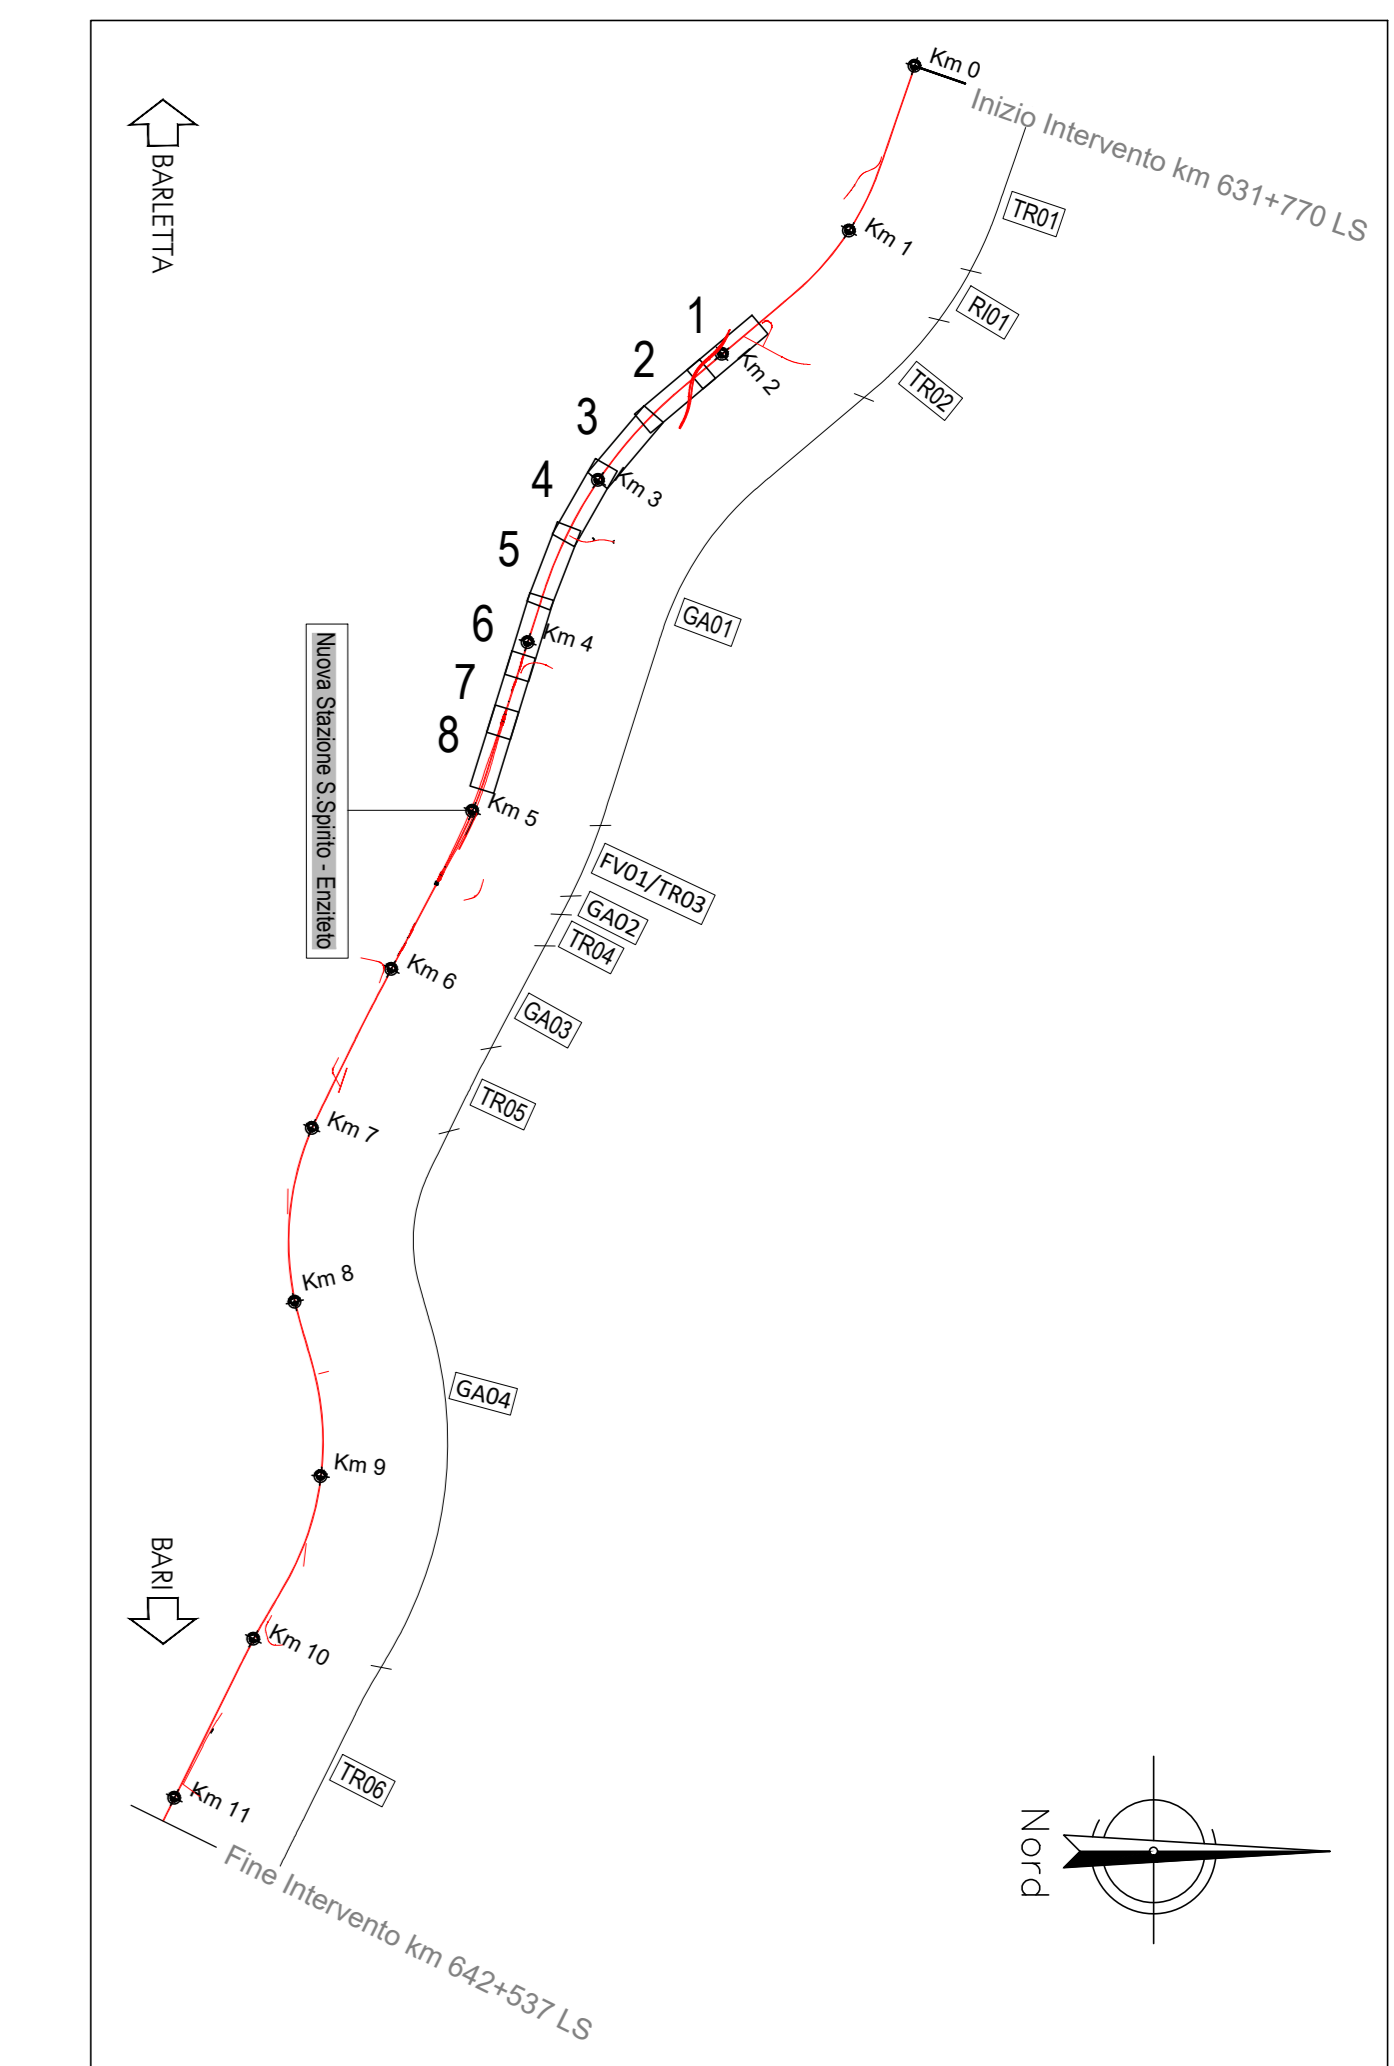 Km 0
Inizio Intervento km 631+770 LS
BARLETTA
TR01
Km 1
RI01
1
Km 2
2
TR02
3
Km 3
4
5
GA01
6
Km 4
7
8
Nuova Stazione S.Spirito - Enziteto
Km 5
FV01/TR03
GA02
TR04
Km 6
GA03
TR05
Km 7
Km 8
GA04
Km 9
BARI
Km 10
TR06
Km 11
Nord
Fine Intervento km 642+537 LS